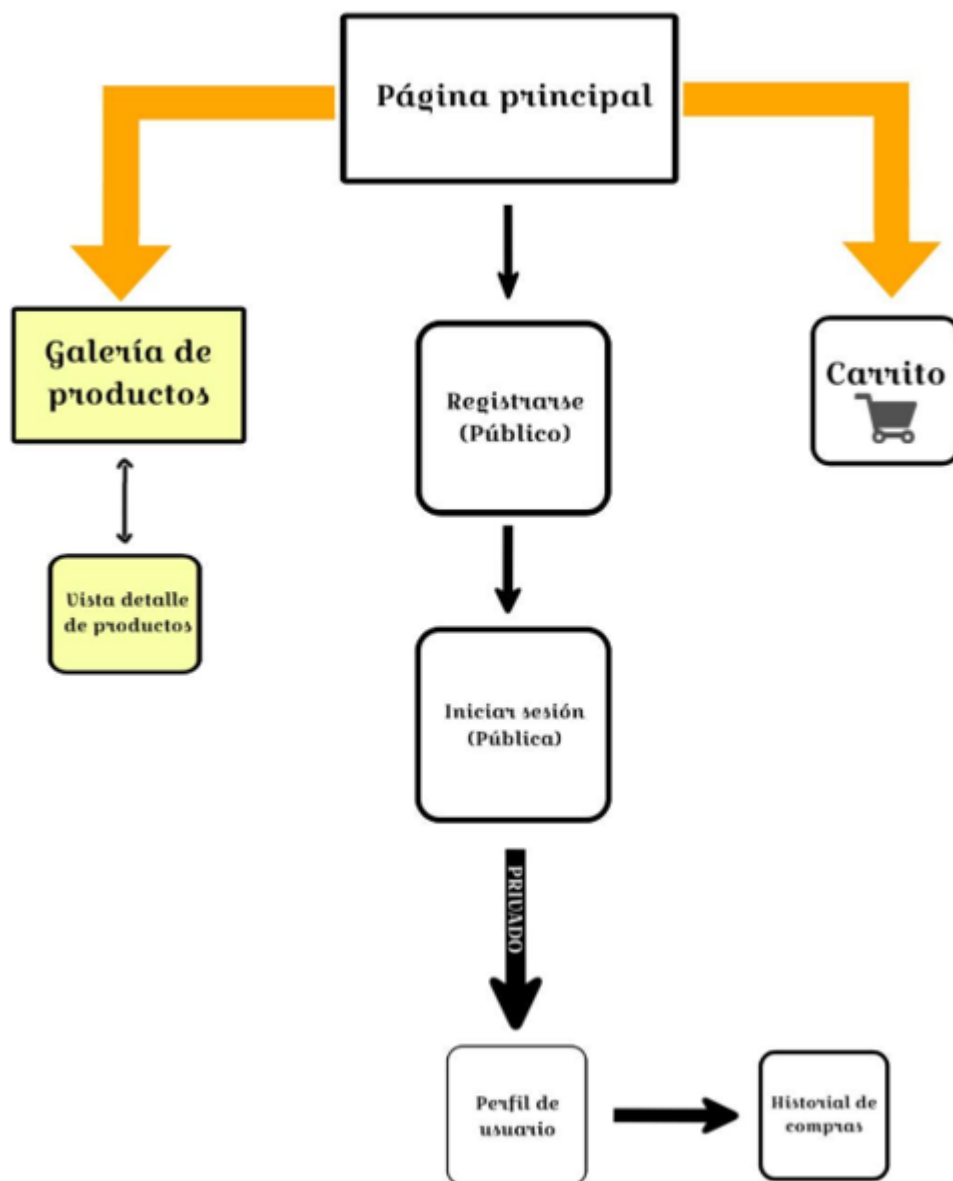 Página principal
Galería de
productos
Registrarse
(Público)
Carrito
Vista detalle
de productos
Iniciar sesión
(Pública)
PRIVADO
Perfil de
usuario
Historial de
compras